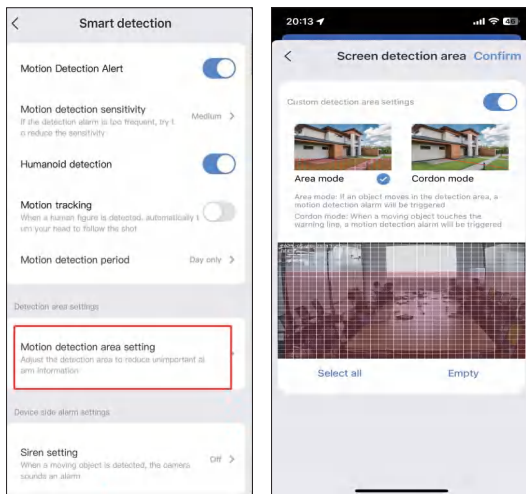 Smart detection
Motion Detection Alert
Motion detection sensitivity
If the detection alarm is too frequent, try t
o reduce the sensitivity
Medium
Humanoid detection
Motion tracking
When a human figure is detected, automatically t
urn your head to follow the shot
Motion detection period
Day only
Detection area settings
Motion detection area setting
Adjust the detection area to reduce unimportant al
arm information
Device side alarm settings
Siren setting
When a moving object is detected, the camera
sounds an alarm
Off
20:13
Screen detection area
Confirm
Custom detection area settings
Area mode
Cordon mode
Area mode: If an object moves in the detection area, a
motion detection alarm will be triggered
Cordon mode: When a moving object touches the
warning line, a motion detection alarm will be triggered
Select all
Empty